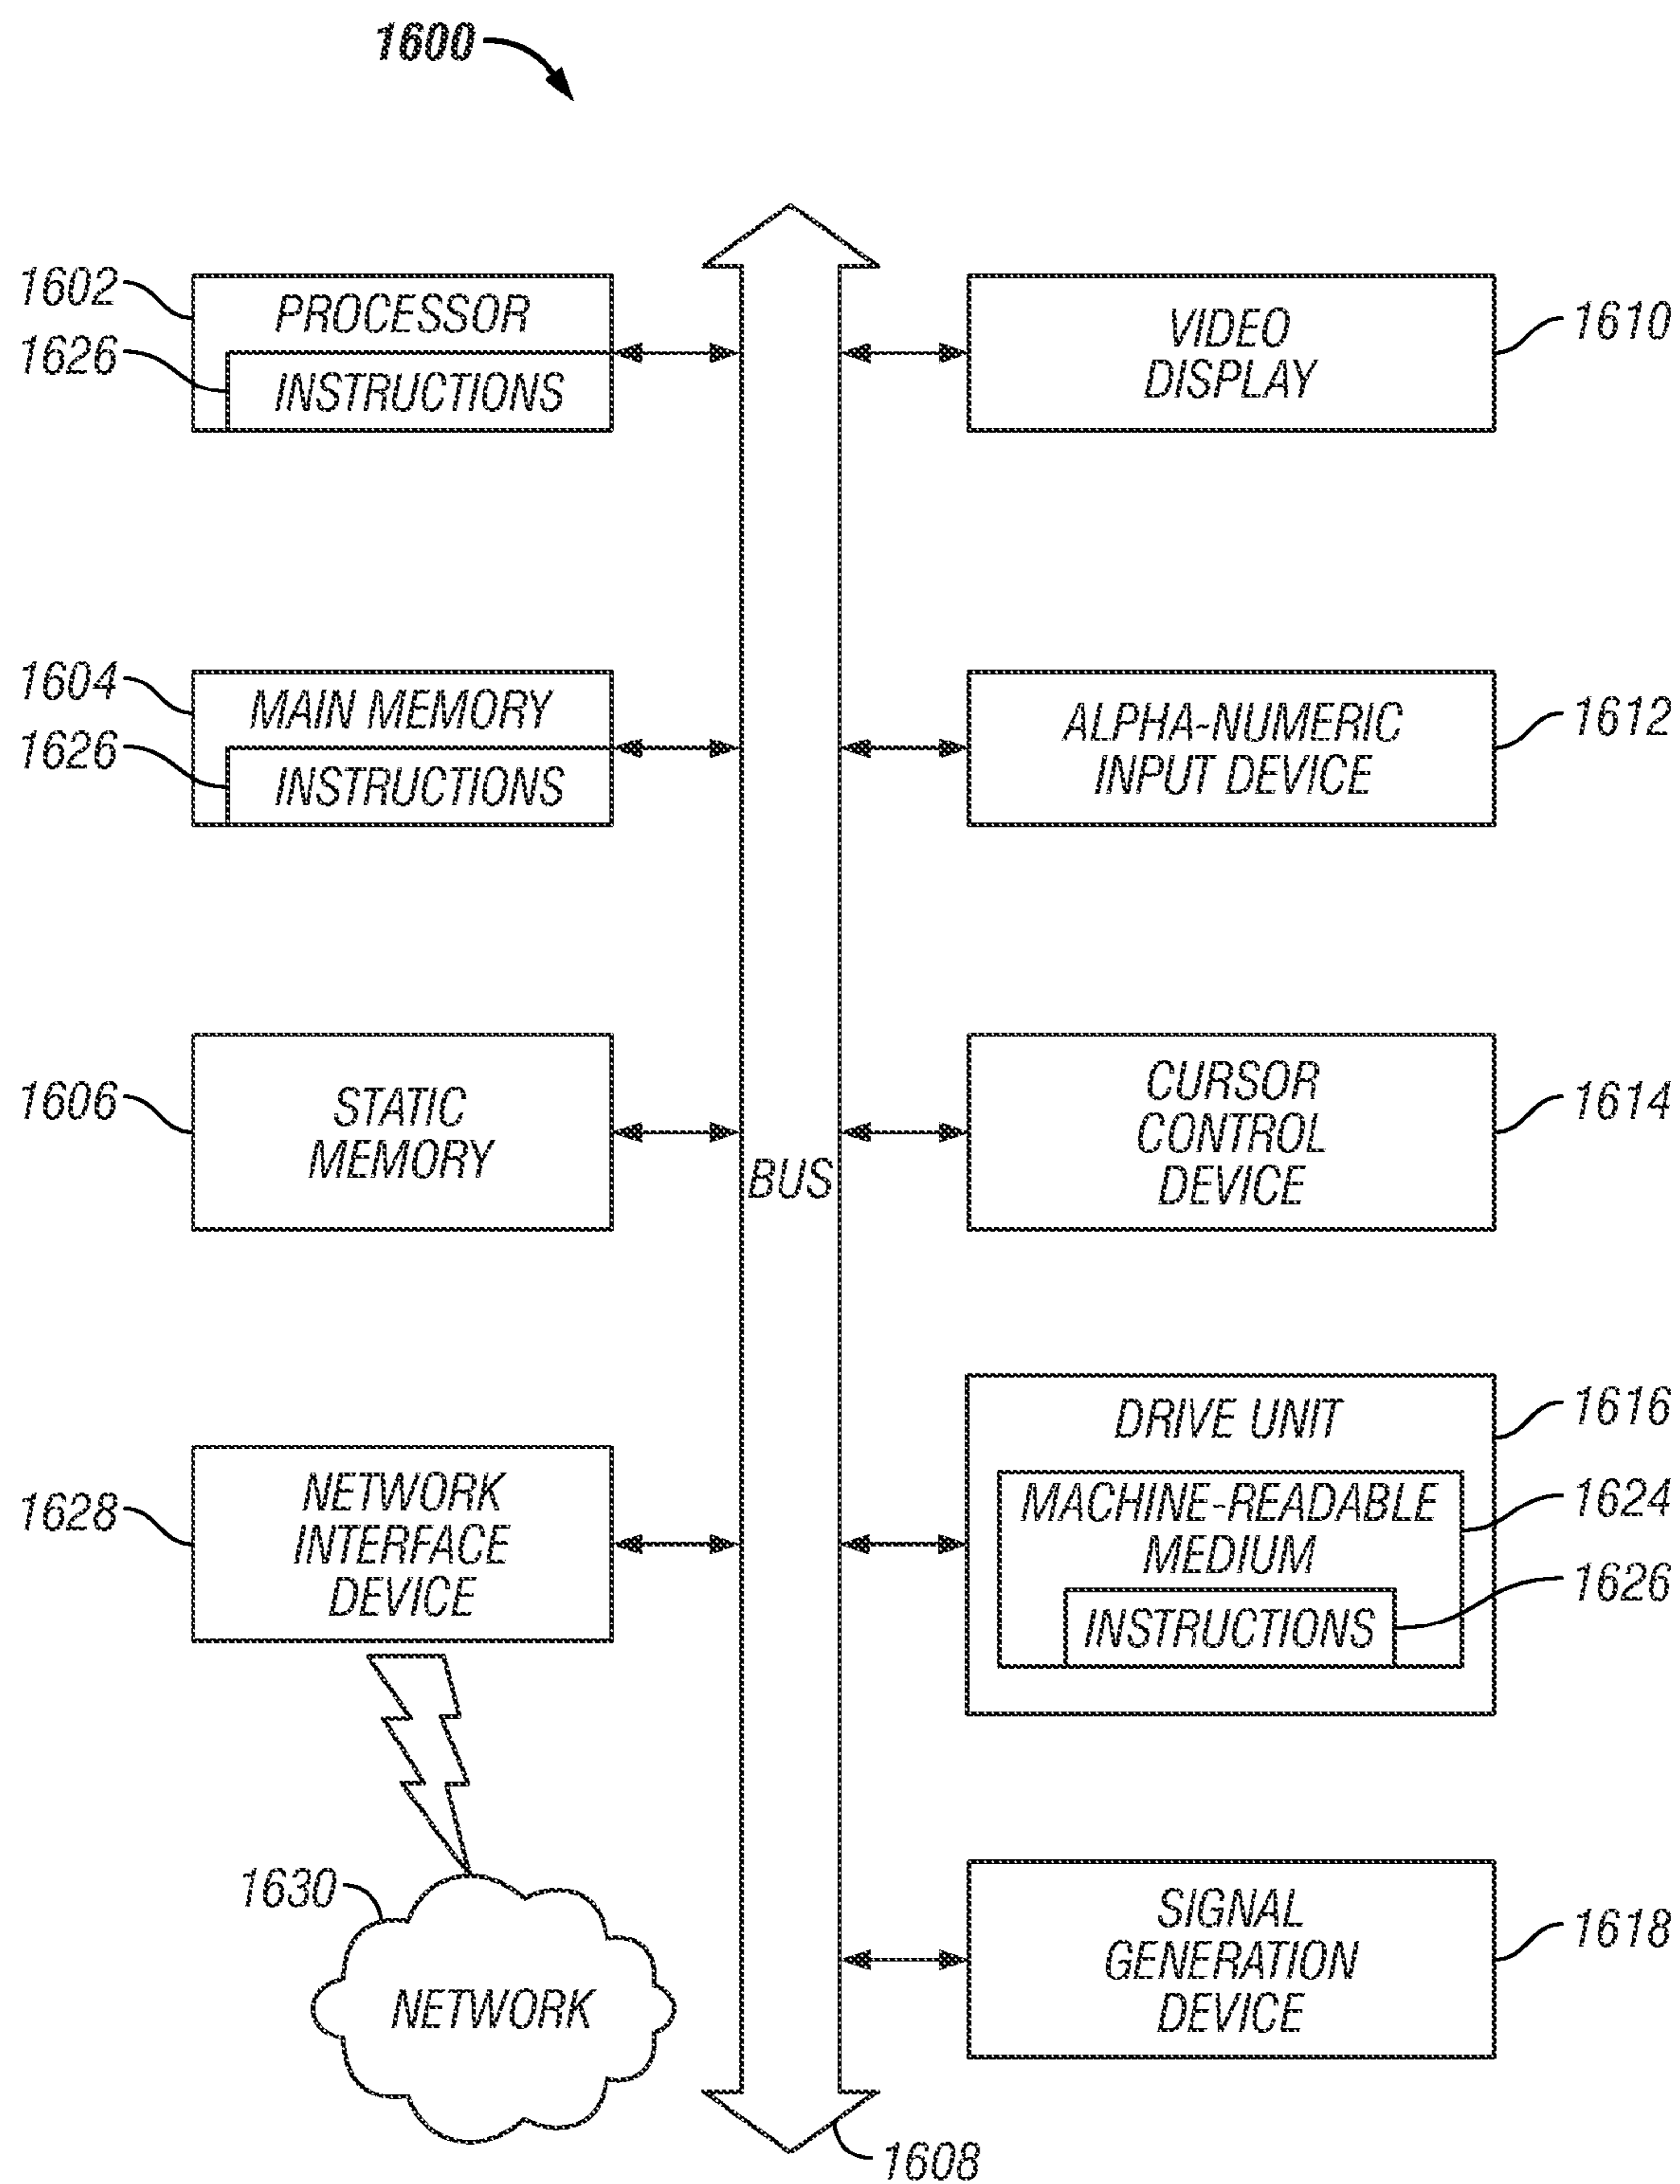 1600
1602
PROCESSOR
1626
INSTRUCTIONS
VIDEO
DISPLAY
1610
1604
MAIN MEMORY
1626
INSTRUCTIONS
ALPHA-NUMERIC
INPUT DEVICE
1612
1606
STATIC
MEMORY
BUS
CURSOR
CONTROL
DEVICE
1614
1628
NETWORK
INTERFACE
DEVICE
DRIVE UNIT
1616
MACHINE-READABLE
MEDIUM
1624
INSTRUCTIONS
1626
1630
NETWORK
SIGNAL
GENERATION
DEVICE
1618
1608